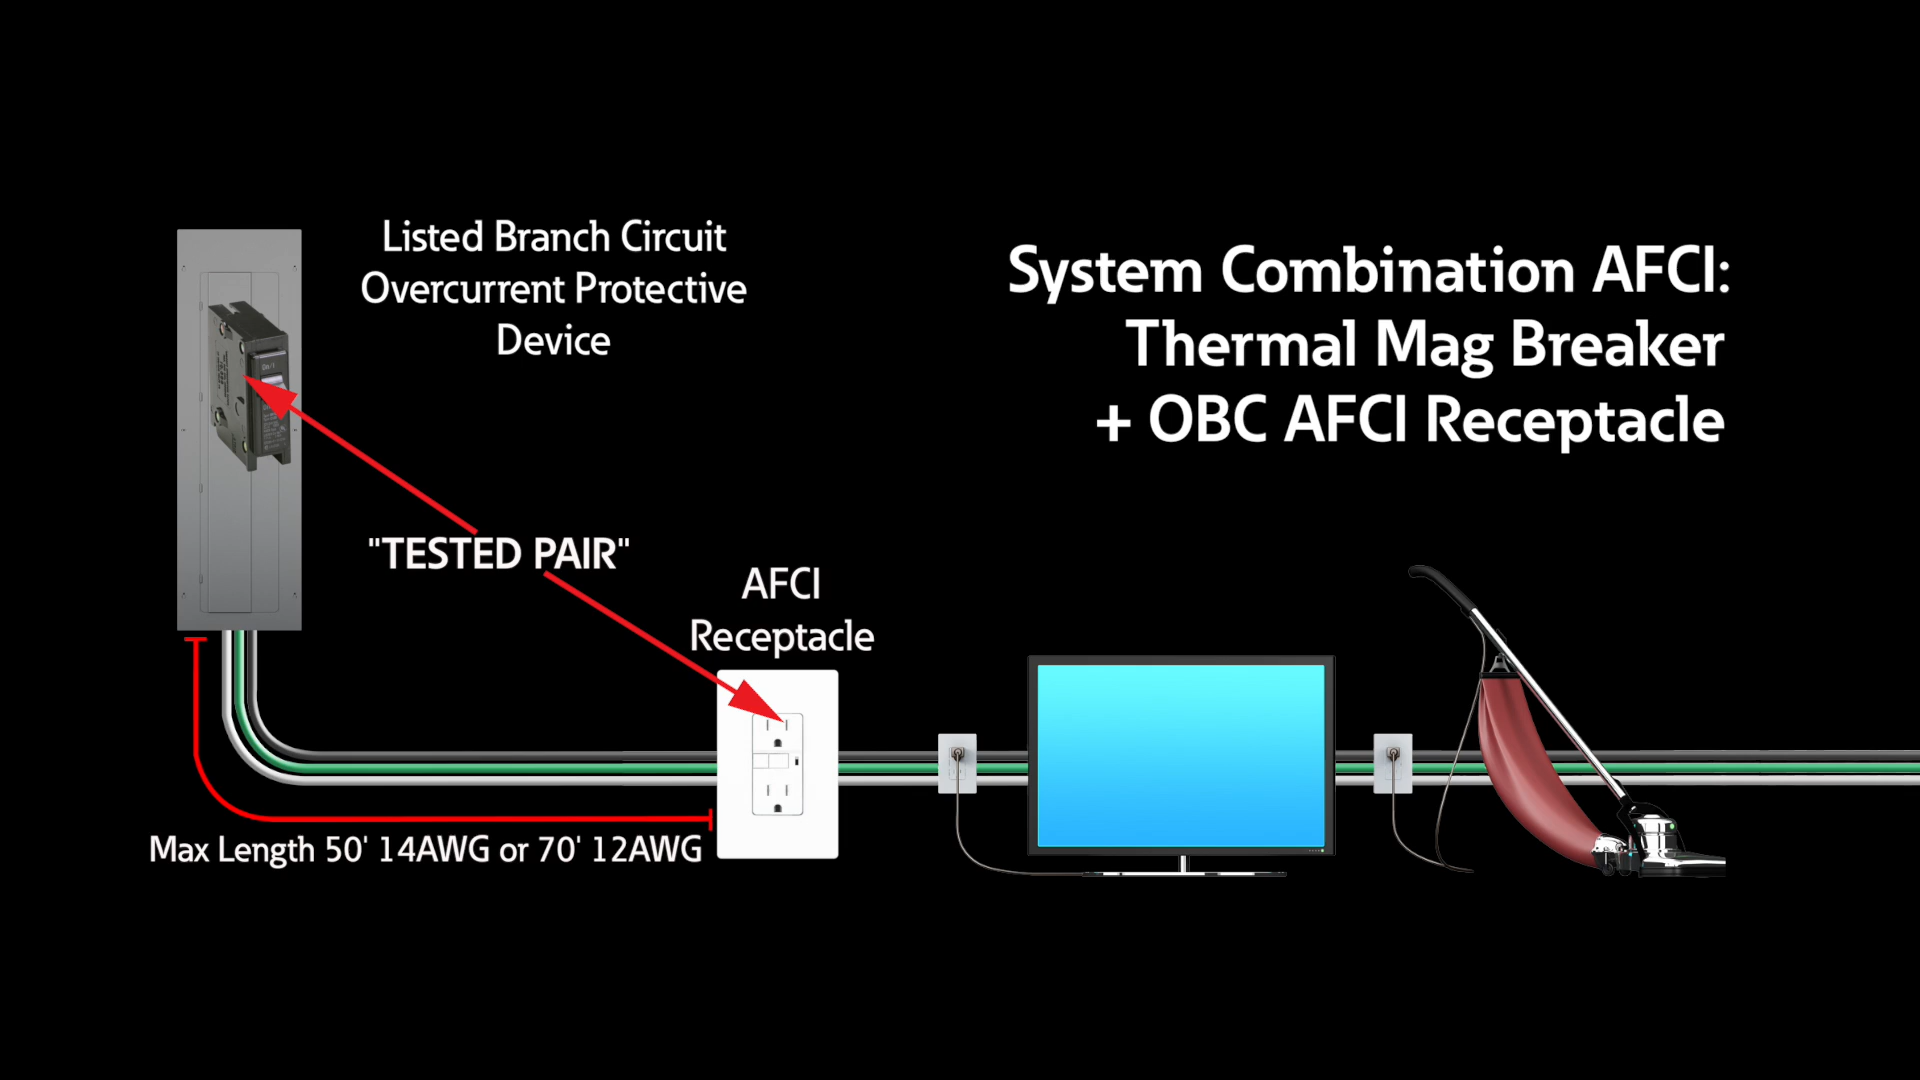 Listed Branch Circuit
Overcurrent Protective
Device
System Combination AFCI:
Thermal Mag Breaker
+ OBC AFCI Receptacle
"TESTED PAIR"
AFCI
Receptacle
Max Length 50' 14AWG or 70' 12AWG